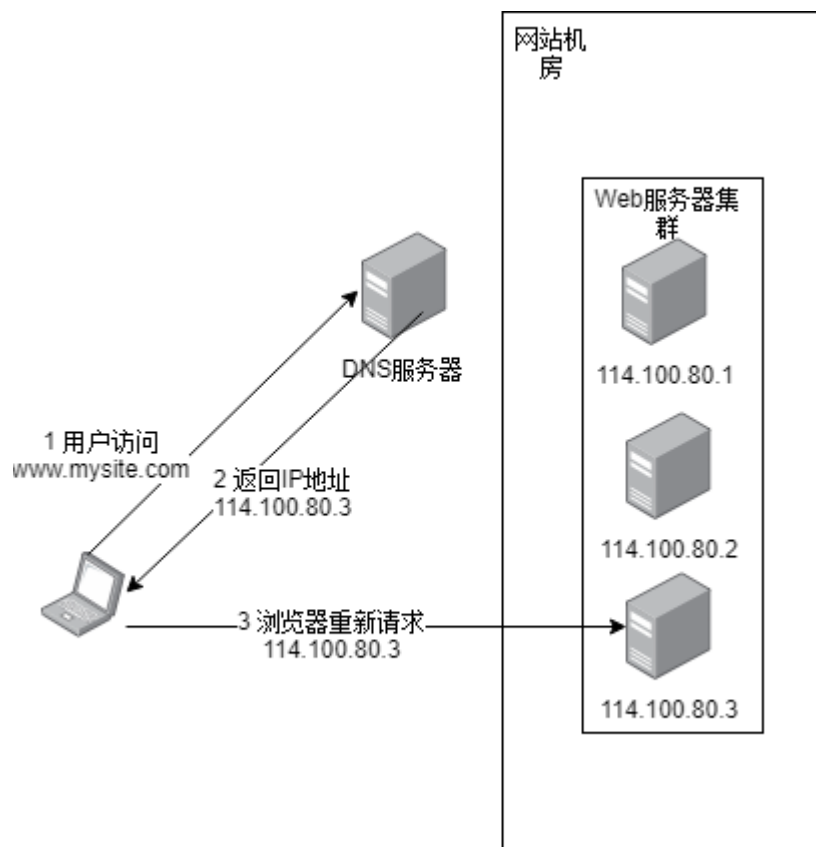 网站机
房
Web服务器集
群
114.100.80.1
DNS服务器
1 用户访问
www.mysite.com
2 返回IP地址
114.100.80.3
114.100.80.2
3 浏览器重新请求
114.100.80.3
114.100.80.3